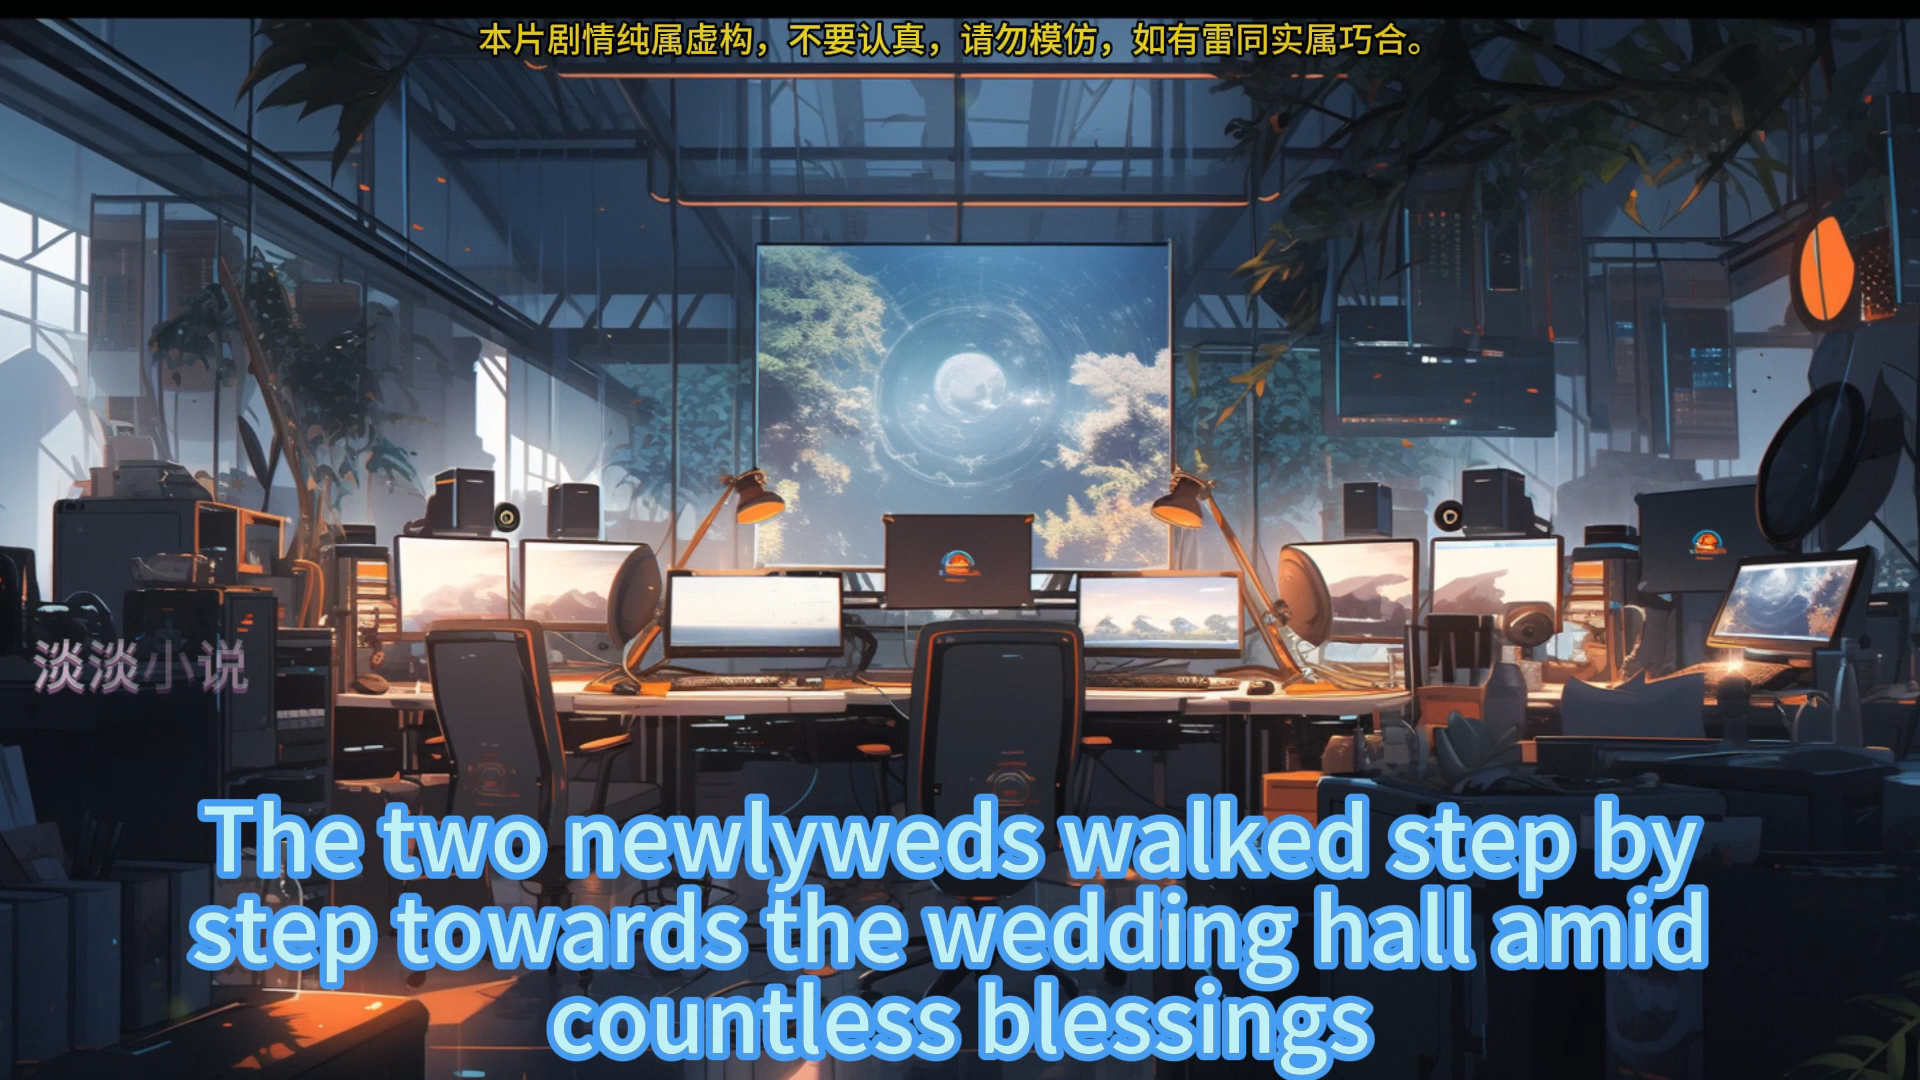 本片剧情纯属虚构，不要认真，请勿模仿，如有雷同实属巧合。
淡淡小说
The two newlyweds walked step by
step towards the wedding hall amid
countless blessings